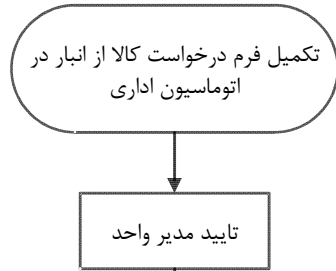 تکمیل فرم درخواست کالا از انبار در
اتوماسیون اداری
تایید مدیر واحد